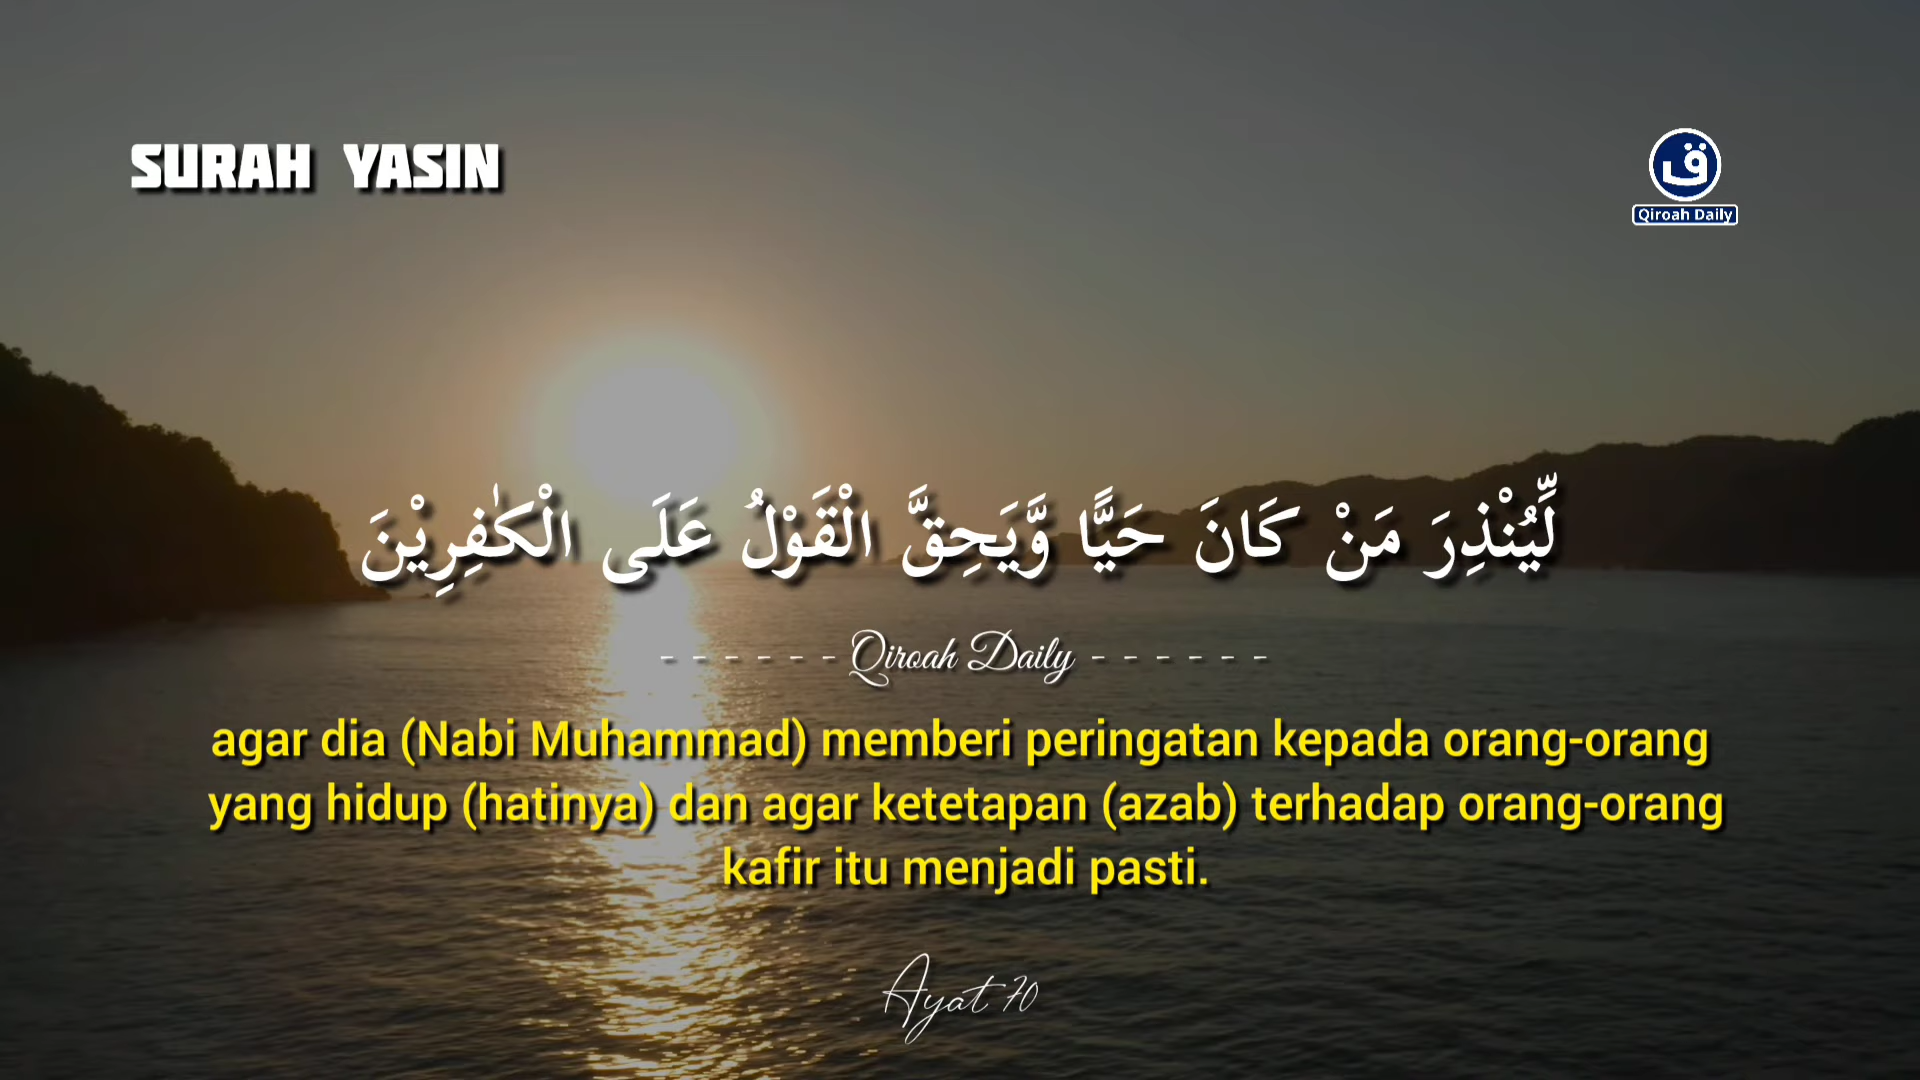 SURAH YASIN
ق
Qiroah Daily
لِّيُنْذِرَ مَنْ كَانَ حَيًّا وَّيَحِقَّ الْقَوْلُ عَلَى الْكٰفِرِيْنَ
- - - - - - Qiroah Daily - - - - - -
agar dia (Nabi Muhammad) memberi peringatan kepada orang-orang
yang hidup (hatinya) dan agar ketetapan (azab) terhadap orang-orang
kafir itu menjadi pasti.
Ayat 70